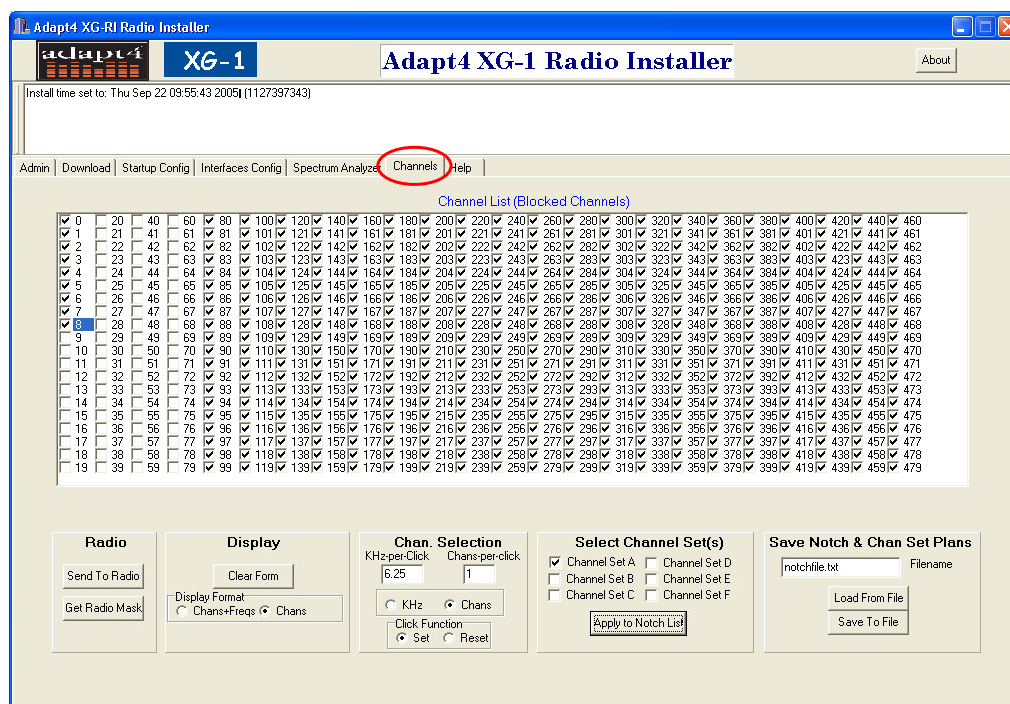 Adapt4 XG-RI Radio Installer
adapt4 XG-1 Adapt4 XG-1 Radio Installer About
Install time set to: Thu Sep 22 09:55:43 2005 (1127397343)
Admin Download Startup Config Interfaces Config Spectrum Analyzer Channels Help
Channel List (Blocked Channels)
0 20 40 60 80 100 120 140 160 180 200 220 240 260 280 300 320 340 360 380 400 420 440 460
1 21 41 61 81 101 121 141 161 181 201 221 241 261 281 301 321 341 361 381 401 421 441 461
2 22 42 62 82 102 122 142 162 182 202 222 242 262 282 302 322 342 362 382 402 422 442 462
3 23 43 63 83 103 123 143 163 183 203 223 243 263 283 303 323 343 363 383 403 423 443 463
4 24 44 64 84 104 124 144 164 184 204 224 244 264 284 304 324 344 364 384 404 424 444 464
5 25 45 65 85 105 125 145 165 185 205 225 245 265 285 305 325 345 365 385 405 425 445 465
6 26 46 66 86 106 126 146 166 186 206 226 246 266 286 306 326 346 366 386 406 426 446 466
7 27 47 67 87 107 127 147 167 187 207 227 247 267 287 307 327 347 367 387 407 427 447 467
8 28 48 68 88 108 128 148 168 188 208 228 248 268 288 308 328 348 368 388 408 428 448 468
9 29 49 69 89 109 129 149 169 189 209 229 249 269 289 309 329 349 369 389 409 429 449 469
10 30 50 70 90 110 130 150 170 190 210 230 250 270 290 310 330 350 370 390 410 430 450 470
11 31 51 71 91 111 131 151 171 191 211 231 251 271 291 311 331 351 371 391 411 431 451 471
12 32 52 72 92 112 132 152 172 192 212 232 252 272 292 312 332 352 372 392 412 432 452 472
13 33 53 73 93 113 133 153 173 193 213 233 253 273 293 313 333 353 373 393 413 433 453 473
14 34 54 74 94 114 134 154 174 194 214 234 254 274 294 314 334 354 374 394 414 434 454 474
15 35 55 75 95 115 135 155 175 195 215 235 255 275 295 315 335 355 375 395 415 435 455 475
16 36 56 76 96 116 136 156 176 196 216 236 256 276 296 316 336 356 376 396 416 436 456 476
17 37 57 77 97 117 137 157 177 197 217 237 257 277 297 317 337 357 377 397 417 437 457 477
18 38 58 78 98 118 138 158 178 198 218 238 258 278 298 318 338 358 378 398 418 438 458 478
19 39 59 79 99 119 139 159 179 199 219 239 259 279 299 319 339 359 379 399 419 439 459 479
Radio
Send To Radio
Get Radio Mask
Display
Clear Form
Display Format
Chans+Freqs Chans
Chan. Selection
KHz-per-Click Chans-per-click
6.25 1
KHz Chans
Click Function
Set Reset
Select Channel Set(s)
Channel Set A Channel Set D
Channel Set B Channel Set E
Channel Set C Channel Set F
Apply to Notch List
Save Notch & Chan Set Plans
notchfile.txt Filename
Load From File
Save To File